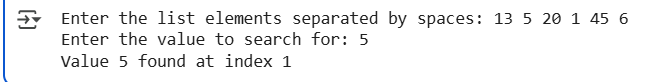 Enter the list elements separated by spaces: 13 5 20 1 45 6
Enter the value to search for: 5
Value 5 found at index 1